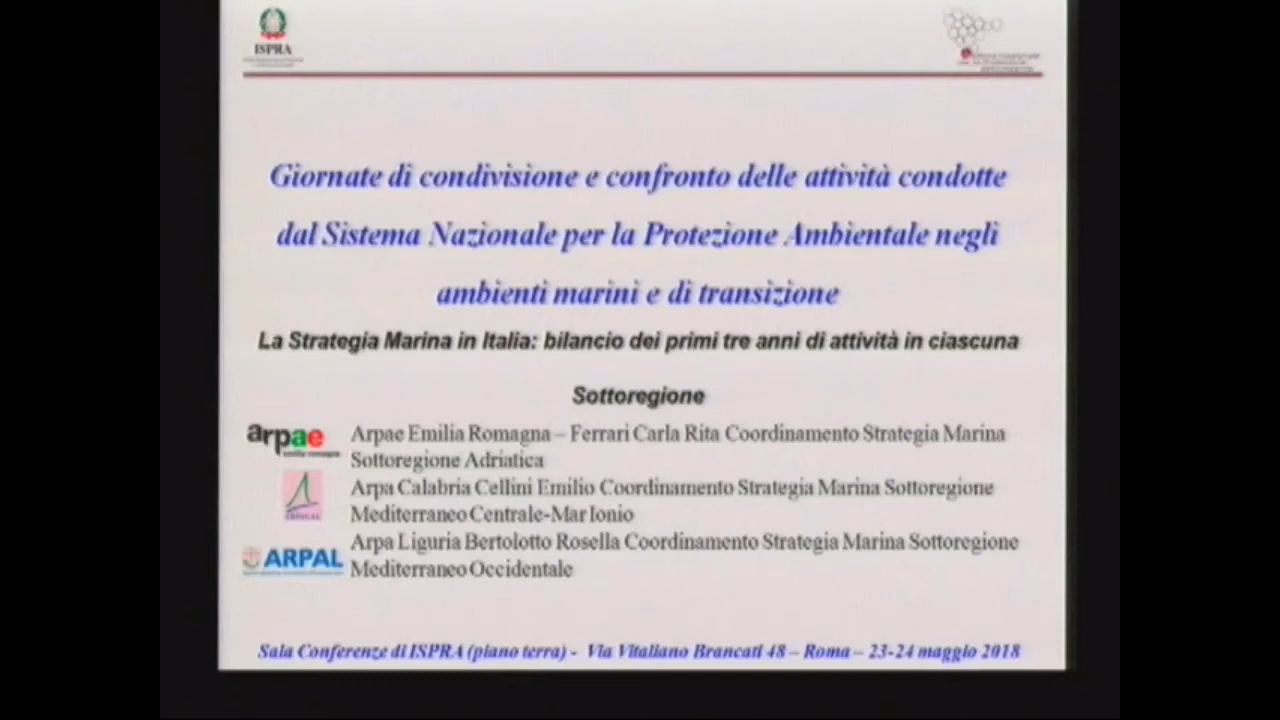 ISPRA
Giornate di condivisione e confronto delle attività condotte
dal Sistema Nazionale per la Protezione Ambientale negli
ambienti marini e di transizione
La Strategia Marina in Italia: bilancio dei primi tre anni di attività in ciascuna
Sottoregione
arpae
emilia-romagna
Arpae Emilia Romagna – Ferrari Carla Rita Coordinamento Strategia Marina
Sottoregione Adriatica
Arpa Calabria Cellini Emilio Coordinamento Strategia Marina Sottoregione
Mediterraneo Centrale-Mar Ionio
ARPAL
Arpa Liguria Bertolotto Rosella Coordinamento Strategia Marina Sottoregione
Mediterraneo Occidentale
Sala Conferenze di ISPRA (piano terra) - Via Vitaliano Brancati 48 – Roma – 23-24 maggio 2018